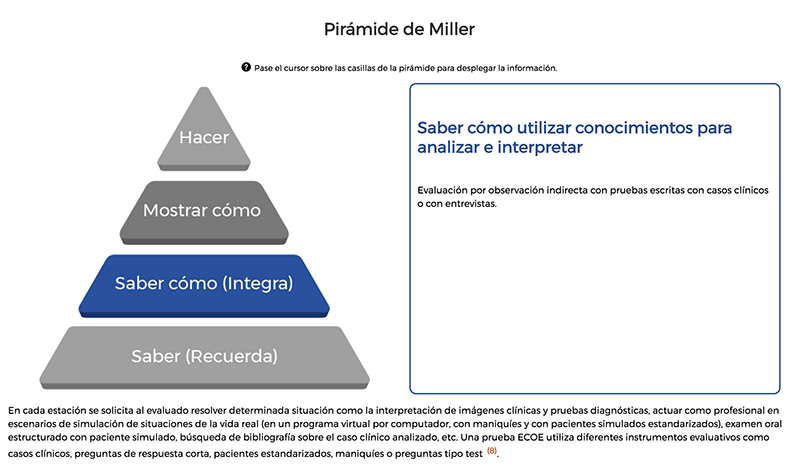 Pirámide de Miller
? Pase el cursor sobre las casillas de la pirámide para desplegar la información.
Hacer
Mostrar cómo
Saber cómo (Integra)
Saber (Recuerda)
Saber cómo utilizar conocimientos para
analizar e interpretar
Evaluación por observación indirecta con pruebas escritas con casos clínicos
o con entrevistas.
En cada estación se solicita al evaluado resolver determinada situación como la interpretación de imágenes clínicas y pruebas diagnósticas, actuar como profesional en
escenarios de simulación de situaciones de la vida real (en un programa virtual por computador, con maniquíes y con pacientes simulados estandarizados), examen oral
estructurado con paciente simulado, búsqueda de bibliografía sobre el caso clínico analizado, etc. Una prueba ECOE utiliza diferentes instrumentos evaluativos como
casos clínicos, preguntas de respuesta corta, pacientes estandarizados, maniquíes o preguntas tipo test (8).